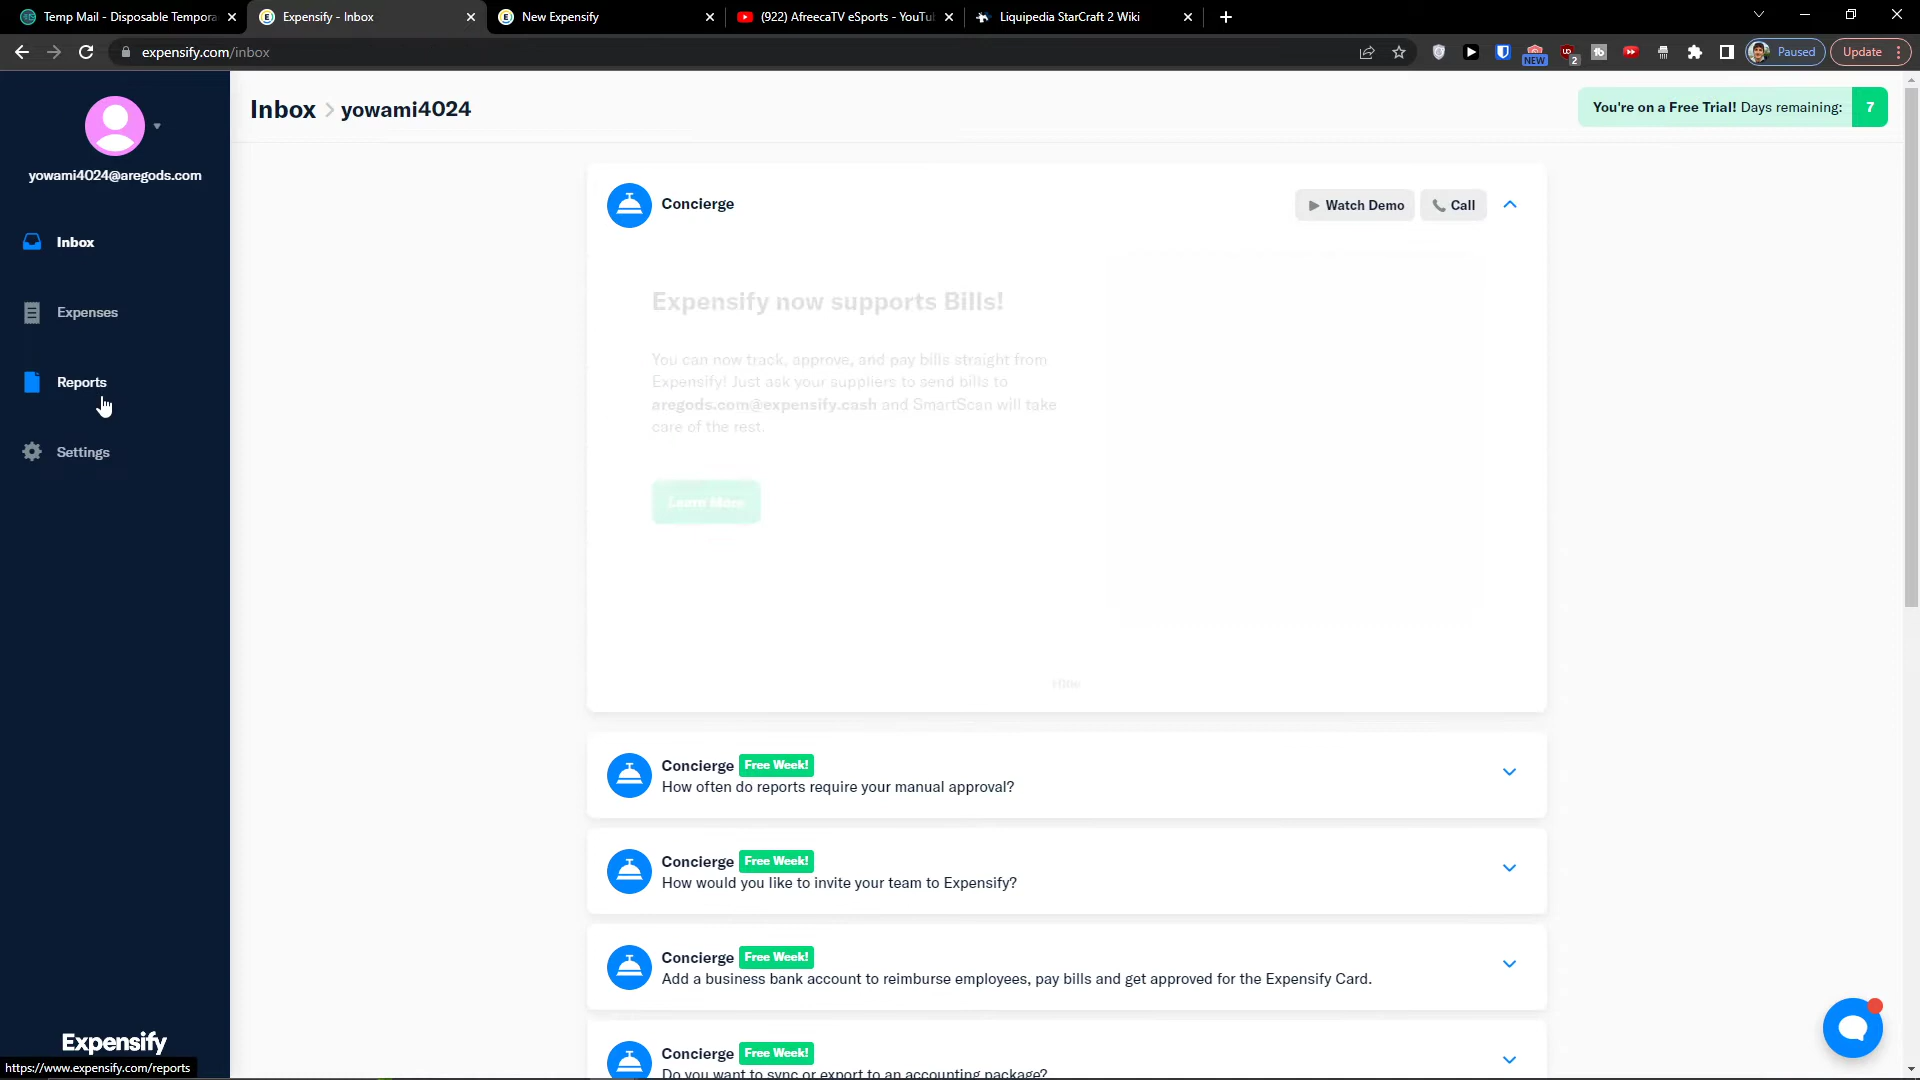 Temp Mail - Disposable Tempora
Expensify - Inbox
New Expensify
(922) AfreecaTV eSports - YouTu
Liquipedia StarCraft 2 Wiki
expensify.com/inbox
NEW
2
Paused
Update
yowami4024@aregods.com
Inbox
Expenses
Reports
Settings
Expensify
https://www.expensify.com/reports
Inbox > yowami4024
You're on a Free Trial! Days remaining: 7
Concierge
Watch Demo
Call
Expensify now supports Bills!
You can now track, approve, and pay bills straight from
Expensify! Just ask your suppliers to send bills to
aregods.com@expensify.cash and SmartScan will take
care of the rest.
Learn More
Hide
Concierge Free Week!
How often do reports require your manual approval?
Concierge Free Week!
How would you like to invite your team to Expensify?
Concierge Free Week!
Add a business bank account to reimburse employees, pay bills and get approved for the Expensify Card.
Concierge Free Week!
Do you want to sync or export to an accounting package?